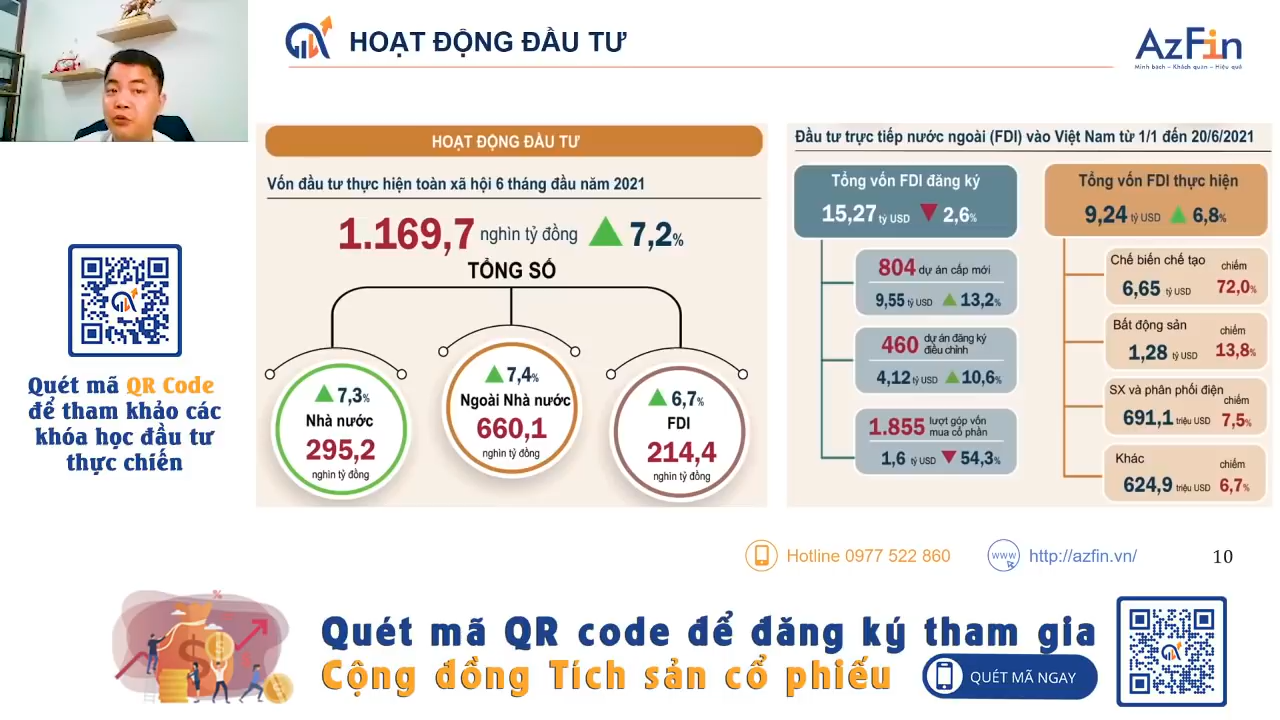 HOẠT ĐỘNG ĐẦU TƯ
AzFin
Minh bạch – Khách quan – Hiệu quả
HOẠT ĐỘNG ĐẦU TƯ
Vốn đầu tư thực hiện toàn xã hội 6 tháng đầu năm 2021
1.169,7 nghìn tỷ đồng 7,2%
TỔNG SỐ
7,3%
Nhà nước
295,2
nghìn tỷ đồng
7,4%
Ngoài Nhà nước
660,1
nghìn tỷ đồng
6,7%
FDI
214,4
nghìn tỷ đồng
Đầu tư trực tiếp nước ngoài (FDI) vào Việt Nam từ 1/1 đến 20/6/2021
Tổng vốn FDI đăng ký
15,27 tỷ USD 2,6%
804 dự án cấp mới
9,55 tỷ USD 13,2%
460 dự án đăng ký điều chỉnh
4,12 tỷ USD 10,6%
1.855 lượt góp vốn mua cổ phần
1,6 tỷ USD 54,3%
Tổng vốn FDI thực hiện
9,24 tỷ USD 6,8%
Chế biến chế tạo chiếm
6,65 tỷ USD 72,0%
Bất động sản chiếm
1,28 tỷ USD 13,8%
SX và phân phối điện chiếm
691,1 triệu USD 7,5%
Khác chiếm
624,9 triệu USD 6,7%
Quét mã QR Code
để tham khảo các
khóa học đầu tư
thực chiến
Hotline 0977 522 860
www
http://azfin.vn/
10
Quét mã QR code để đăng ký tham gia
Cộng đồng Tích sản cổ phiếu
QUÉT MÃ NGAY